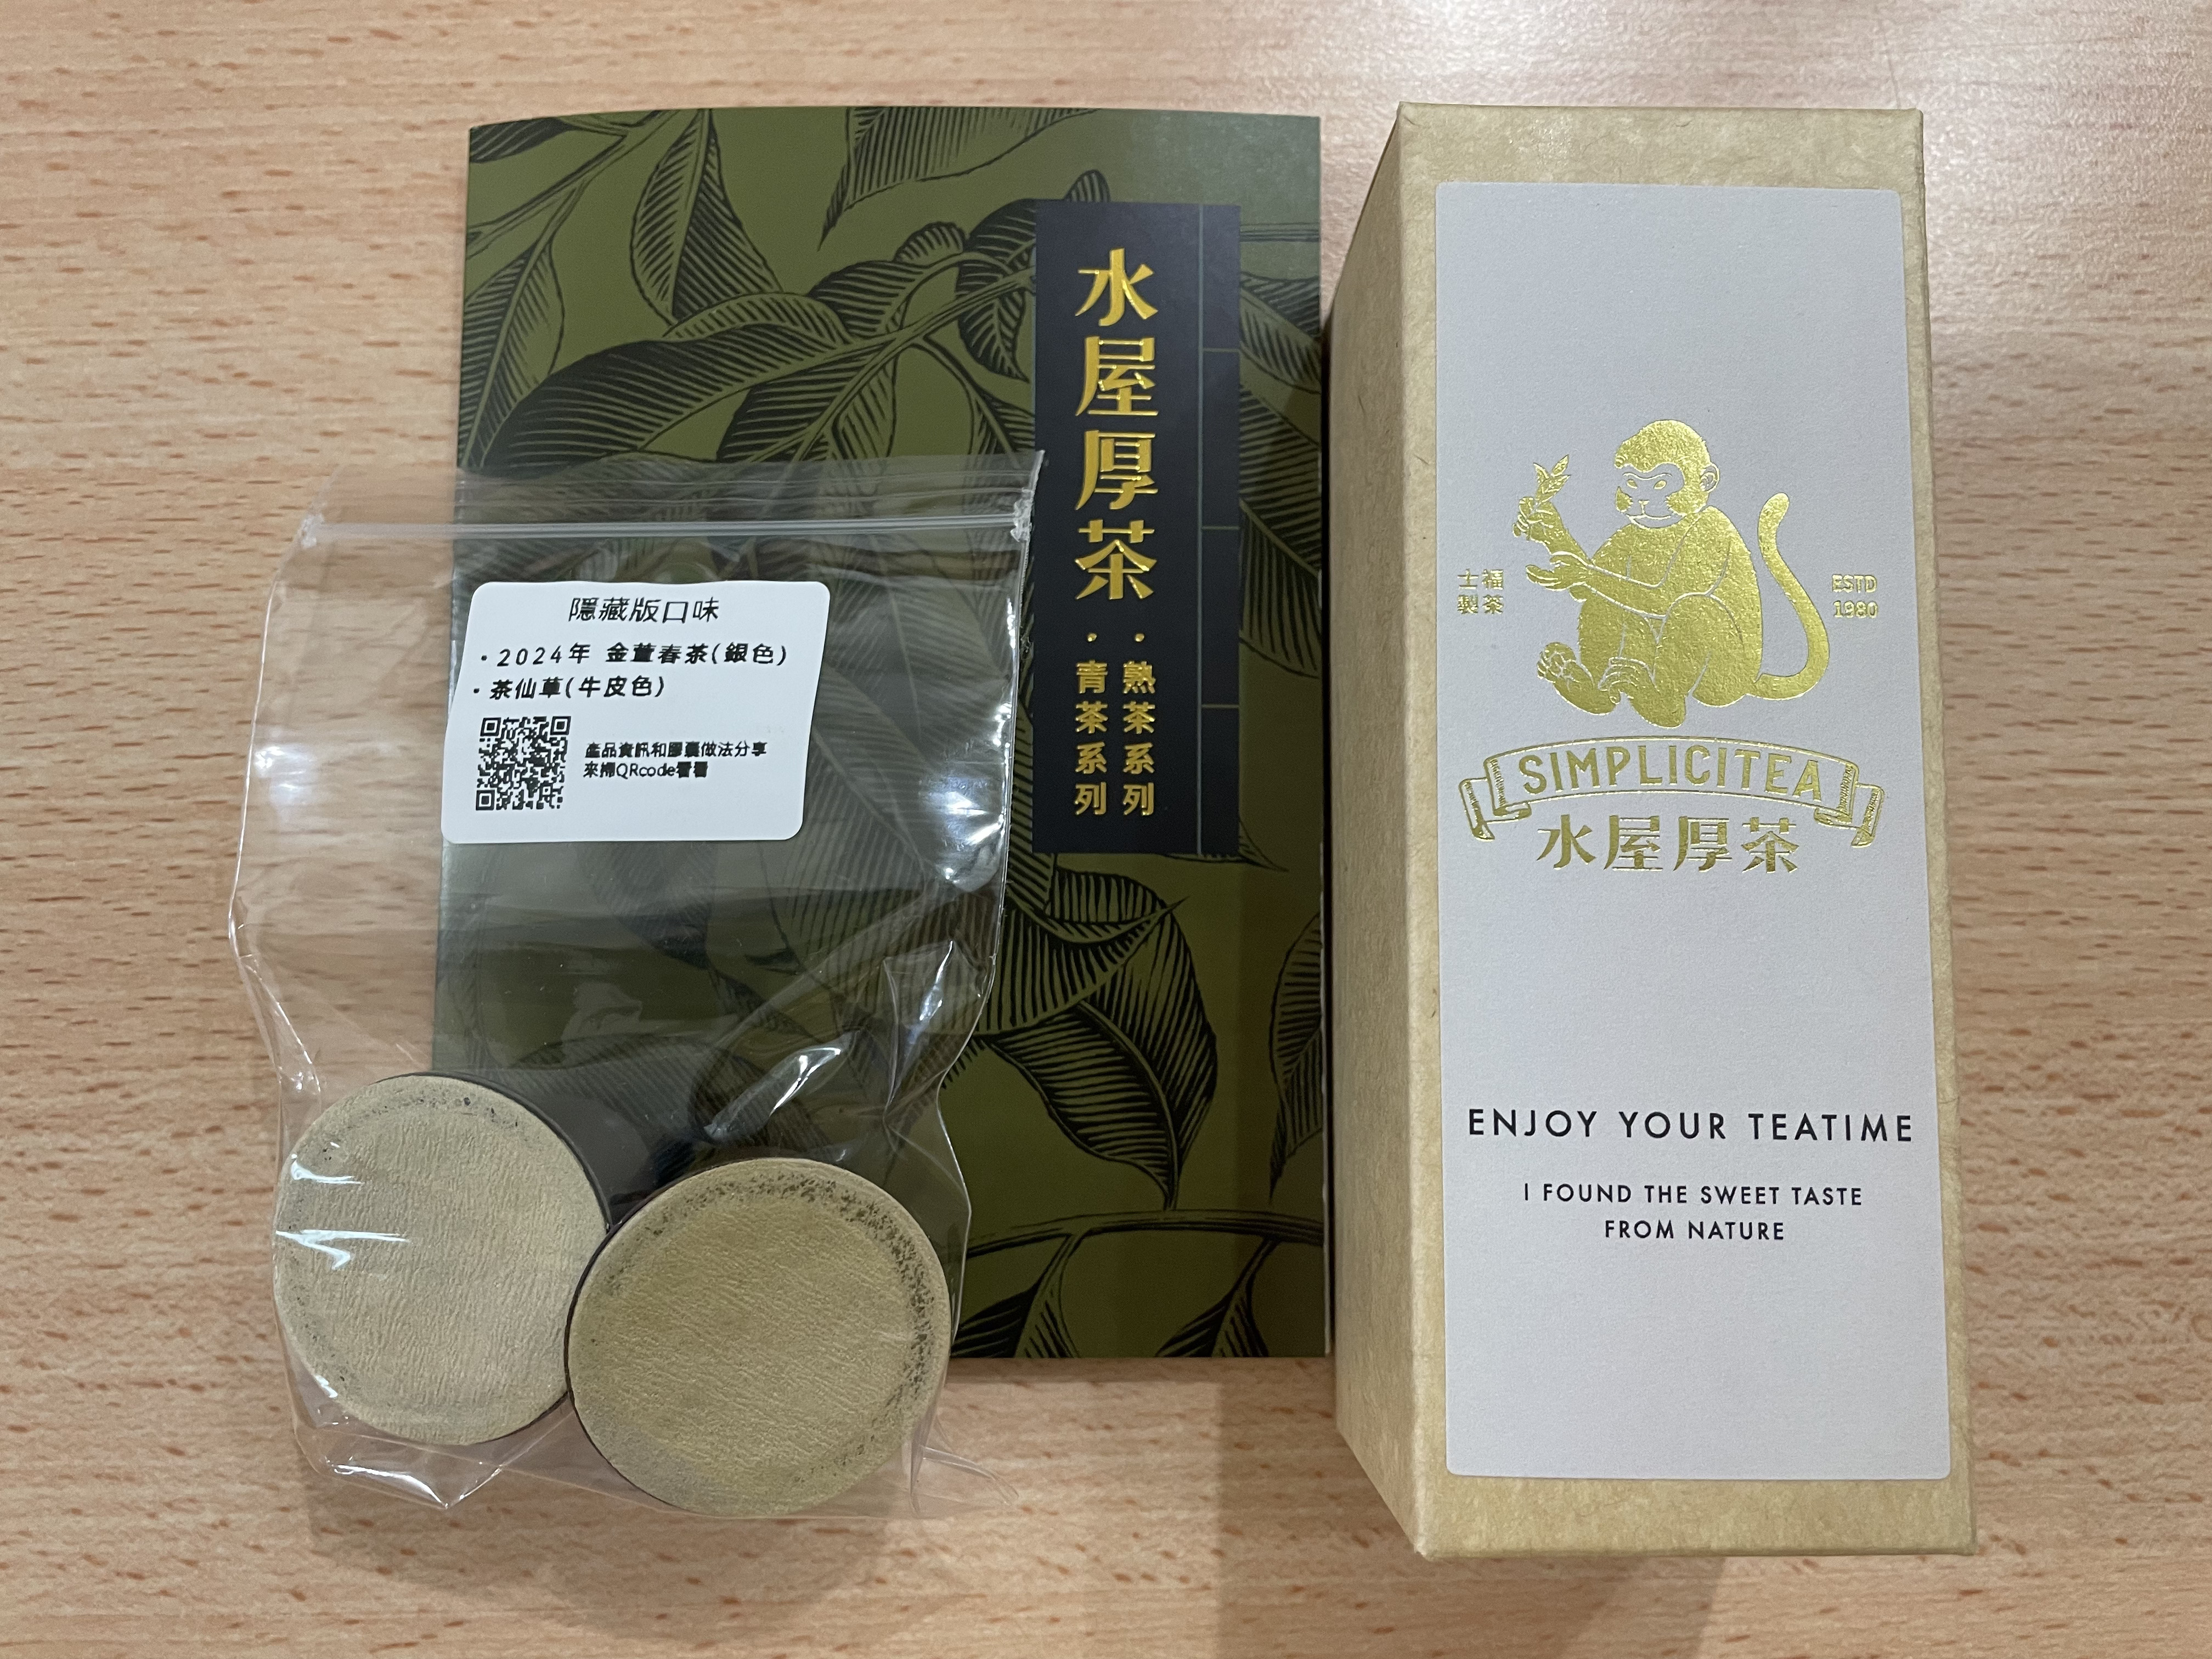 水屋厚茶
・熟茶系列
・青茶系列
隱藏版口味
・2024年 金萱春茶(銀色)
・茶仙草(牛皮色)
產品資訊和膠囊做法分享
來掃QRcode看看
福茶
士製
ESTD
1980
SIMPLICITEA
水屋厚茶
ENJOY YOUR TEATIME
I FOUND THE SWEET TASTE
FROM NATURE